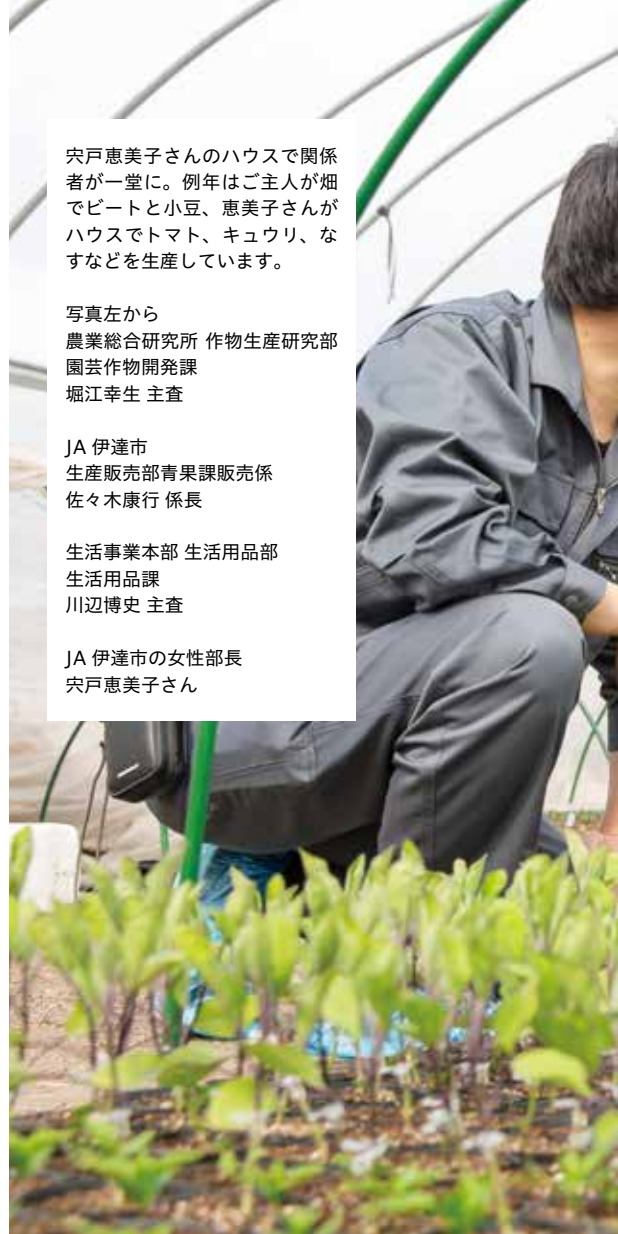 宍戸恵美子さんのハウスで関係
者が一堂に。例年はご主人が畑
でビートと小豆、恵美子さんが
ハウスでトマト、キュウリ、な
すなどを生産しています。
写真左から
農業総合研究所 作物生産研究部
園芸作物開発課
堀江幸生 主査
JA 伊達市
生産販売部青果課販売係
佐々木康行 係長
生活事業本部 生活用品部
生活用品課
川辺博史 主査
JA 伊達市の女性部長
宍戸恵美子さん